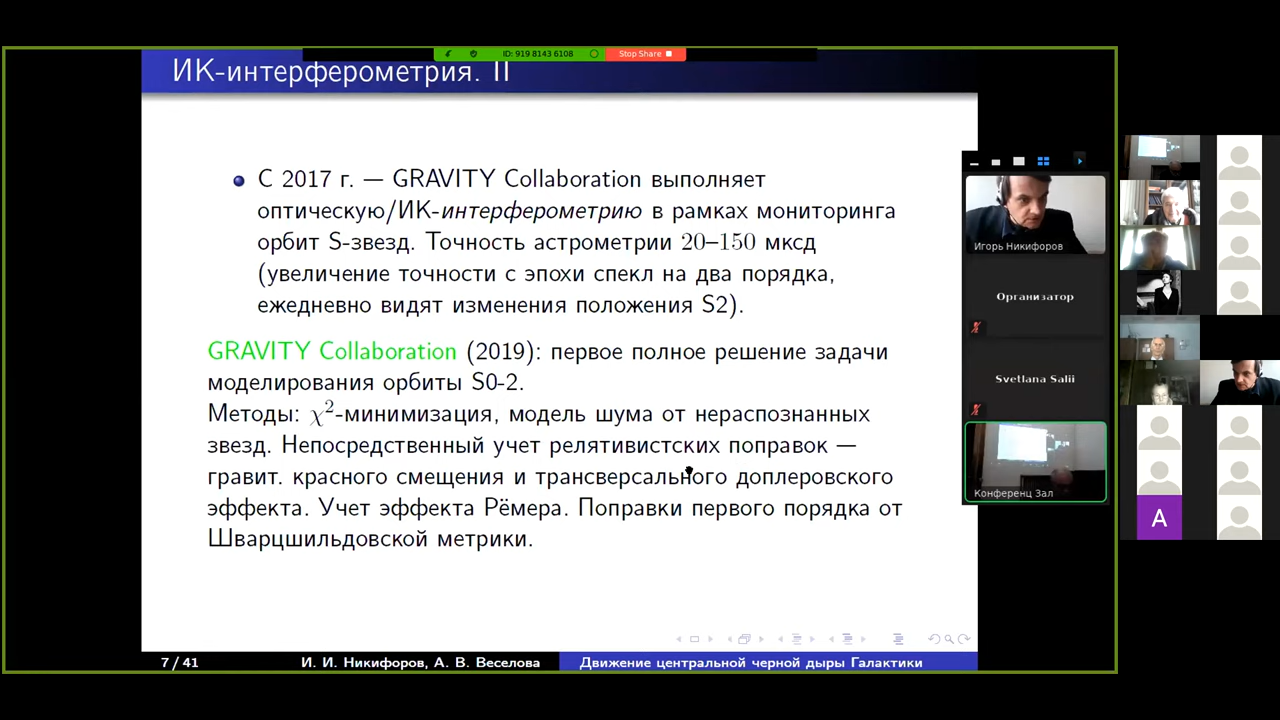 ID: 919 8143 6108
Stop Share
ИК-интерферометрия. II
С 2017 г. — GRAVITY Collaboration выполняет
оптическую/ИК-интерферометрию в рамках мониторинга
орбит S-звезд. Точность астрометрии 20–150 мксд
(увеличение точности с эпохи спекл на два порядка,
ежедневно видят изменения положения S2).
GRAVITY Collaboration (2019): первое полное решение задачи
моделирования орбиты S0-2.
Методы: χ²-минимизация, модель шума от нераспознанных
звезд. Непосредственный учет релятивистских поправок —
гравит. красного смещения и трансверсального доплеровского
эффекта. Учет эффекта Рёмера. Поправки первого порядка от
Шварцшильдовской метрики.
7 / 41
И. И. Никифоров, А. В. Веселова
Движение центральной черной дыры Галактики
Игорь Никифоров
Организатор
Svetlana Salii
Конференц Зал
A